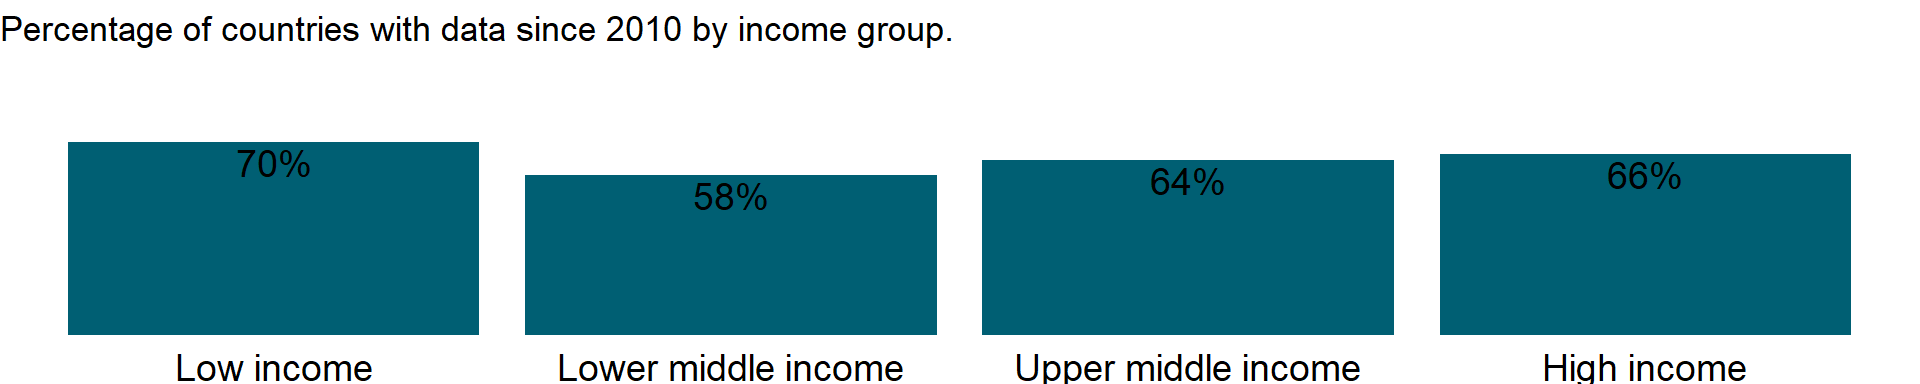 Percentage of countries with data since 2010 by income group.
70%
58%
64%
66%
Low income
Lower middle income
Upper middle income
High income